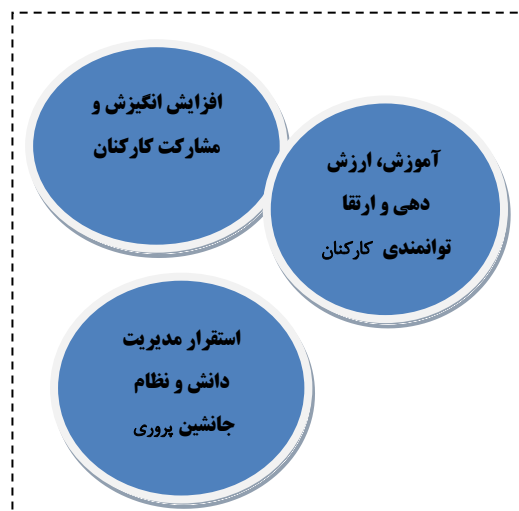 افزایش انگیزش و
مشارکت کارکنان
آموزش، ارزش
دهی و ارتقا
توانمندی کارکنان
استقرار مدیریت
دانش و نظام
جانشین پروری